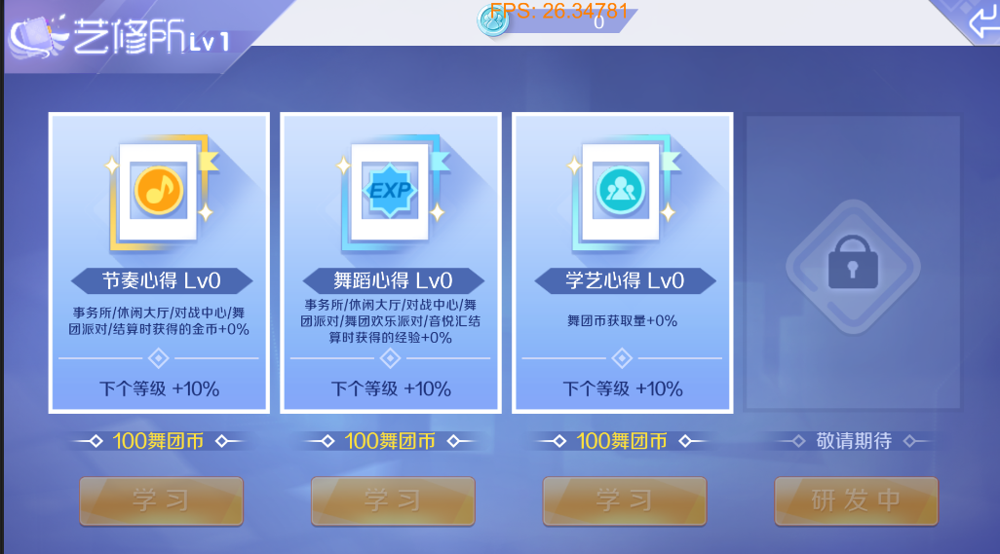 艺修所Lv1
FPS: 26.34781
0
EXP
节奏心得 Lv0
事务所/休闲大厅/对战中心/舞
团派对/结算时获得的金币+0%
下个等级 +10%
100舞团币
学习
舞蹈心得 Lv0
事务所/休闲大厅/对战中心/舞
团派对/舞团欢乐派对/音悦汇结
算时获得的经验+0%
下个等级 +10%
100舞团币
学习
学艺心得 Lv0
舞团币获取量+0%
下个等级 +10%
100舞团币
学习
敬请期待
研发中